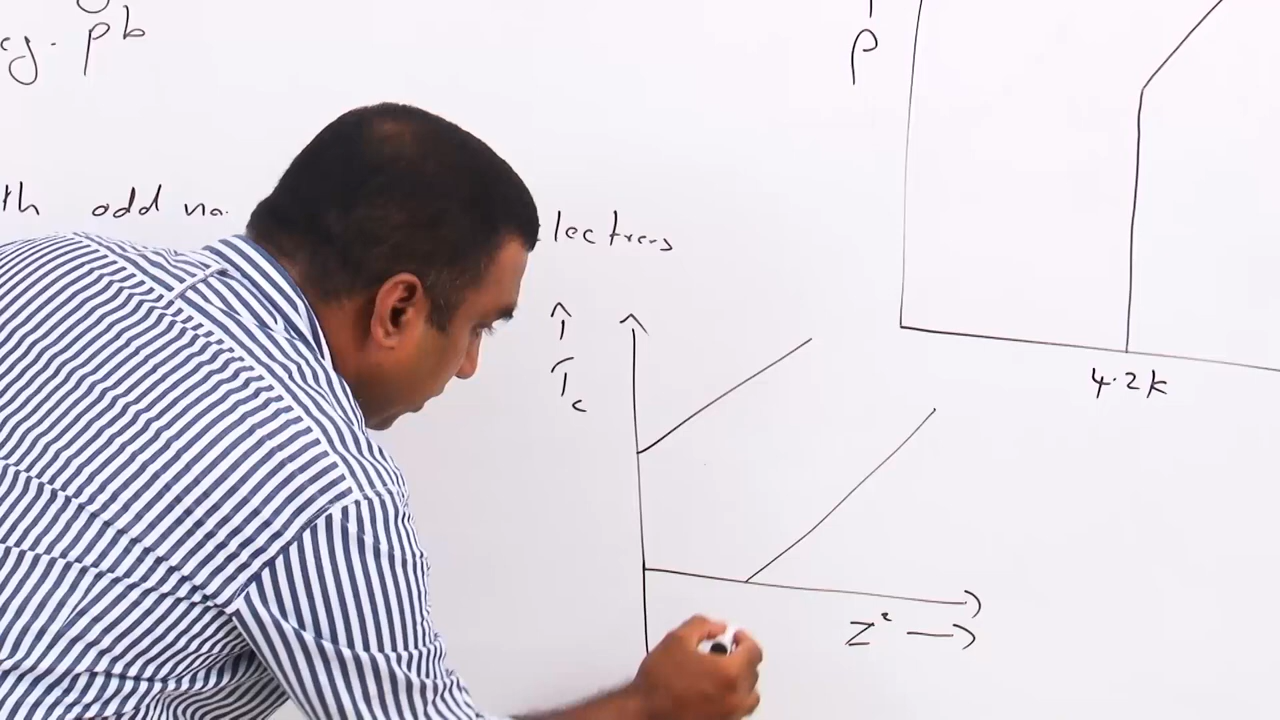 eg. pb
ρ
th odd no. lectrons
Tc
4.2k
Z²